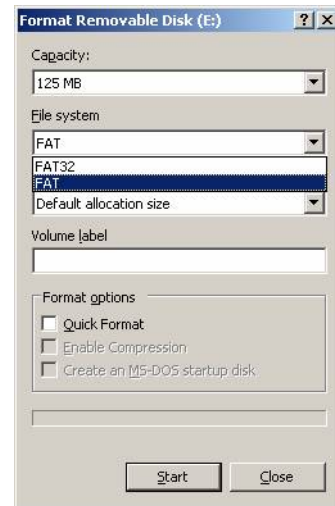 Format Removable Disk (E:)
Capacity:
125 MB
File system
FAT
FAT32
FAT
Default allocation size
Volume label
Format options
Quick Format
Enable Compression
Create an MS-DOS startup disk
Start
Close